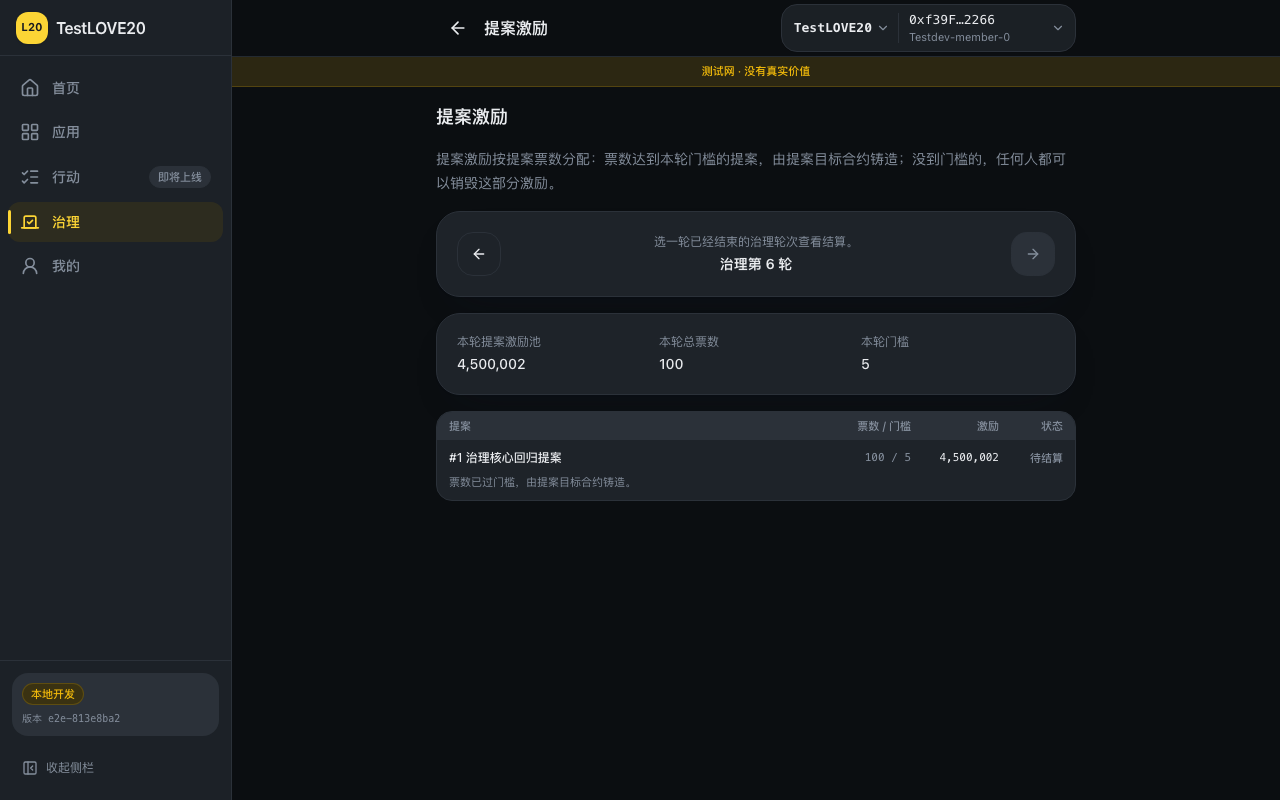 L20 TestLOVE20
首页
应用
行动 即将上线
治理
我的
本地开发
版本 e2e-813e8ba2
收起侧栏
提案激励
TestLOVE20
0xf39F…2266
Testdev-member-0
测试网 · 没有真实价值
提案激励
提案激励按提案票数分配：票数达到本轮门槛的提案，由提案目标合约铸造；没到门槛的，任何人都可
以销毁这部分激励。
选一轮已经结束的治理轮次查看结算。
治理第 6 轮
本轮提案激励池 本轮总票数 本轮门槛
4,500,002 100 5
提案 票数 / 门槛 激励 状态
#1 治理核心回归提案 100 / 5 4,500,002 待结算
票数已过门槛，由提案目标合约铸造。